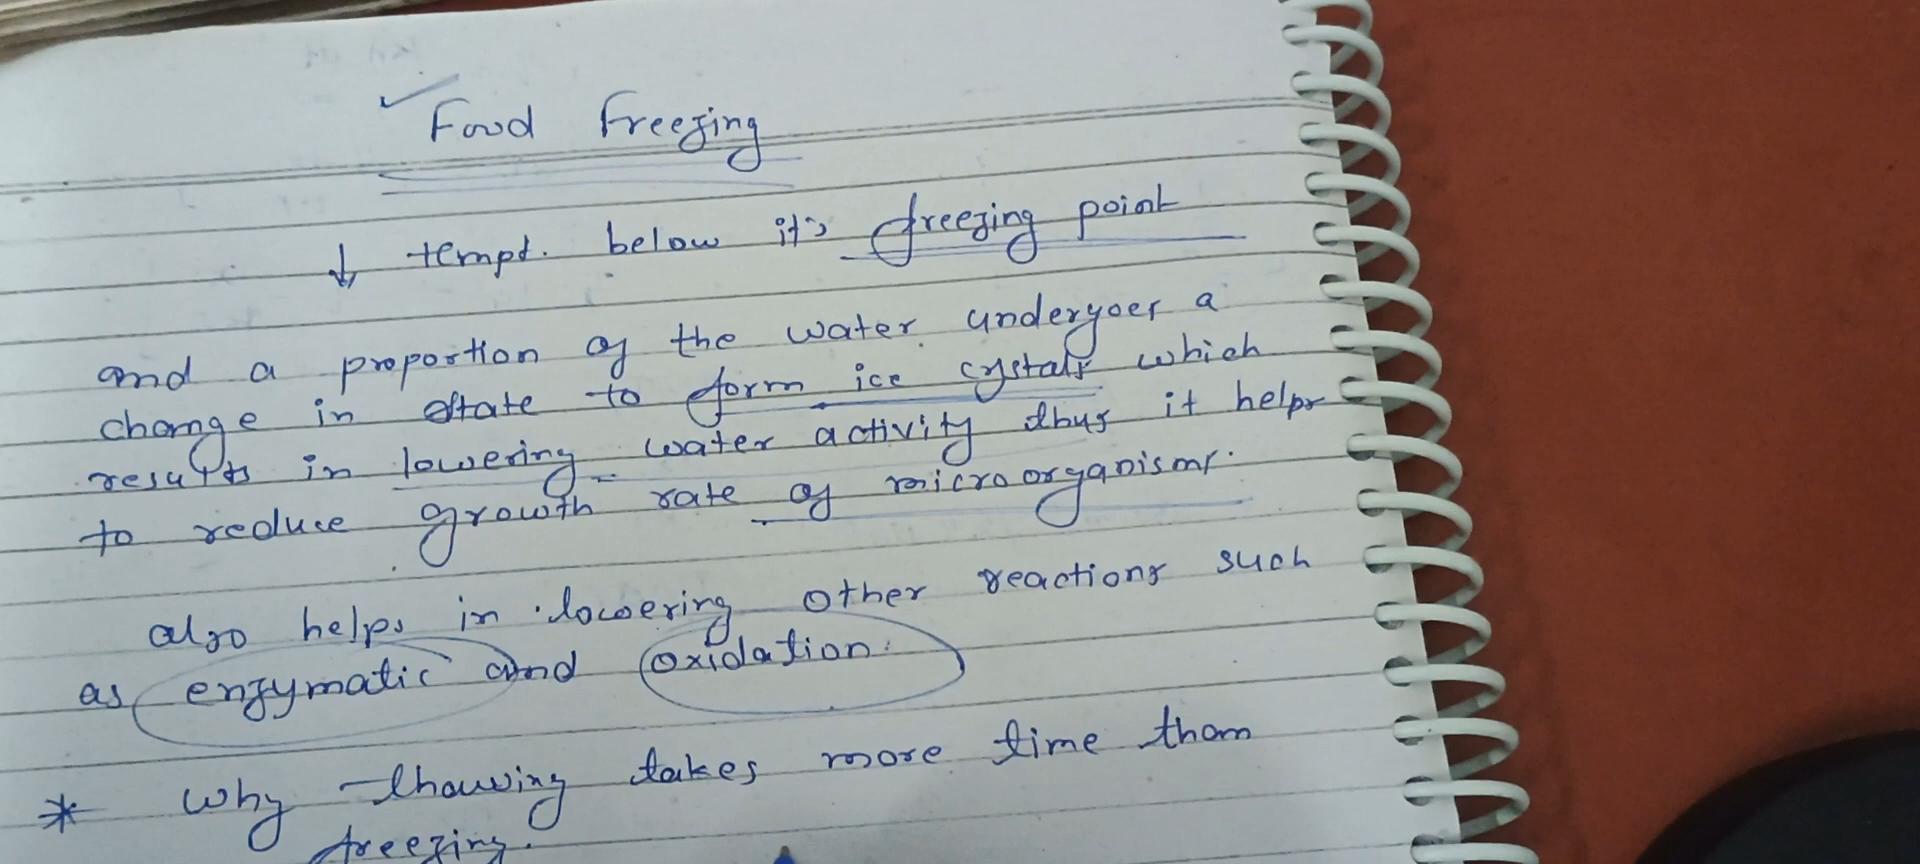 Food Freezing
↓ tempt. below it's freezing point
and a proportion of the water undergoes a
change in state to form ice crystals which
results in lowering water activity thus it helps
to reduce growth rate of microorganisms.
also helps in lowering other reactions such
as enzymatic and oxidation.
* Why thawing takes more time than
freezing.